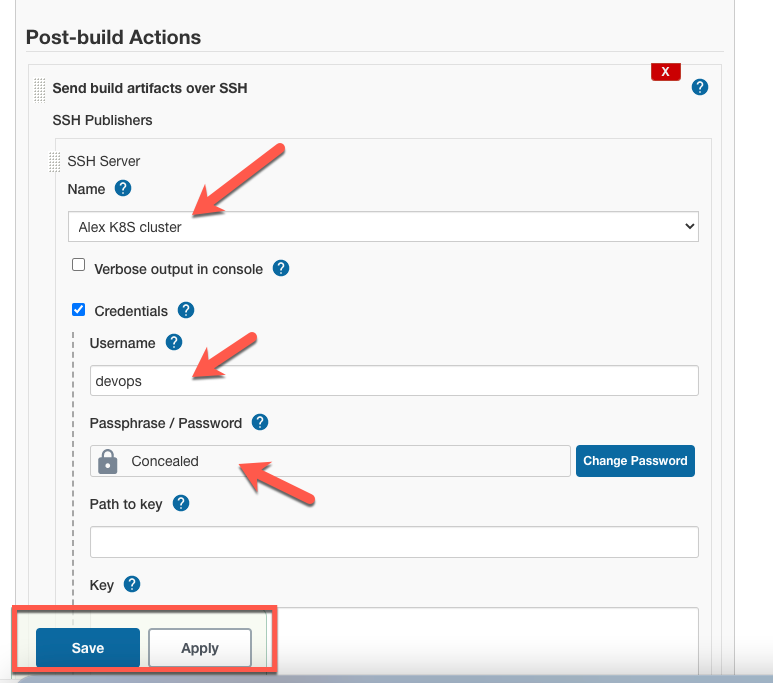 Post-build Actions
X
Send build artifacts over SSH ?
SSH Publishers
SSH Server
Name ?
Alex K8S cluster
Verbose output in console ?
Credentials ?
Username ?
devops
Passphrase / Password ?
Concealed Change Password
Path to key ?
Key ?
Save Apply